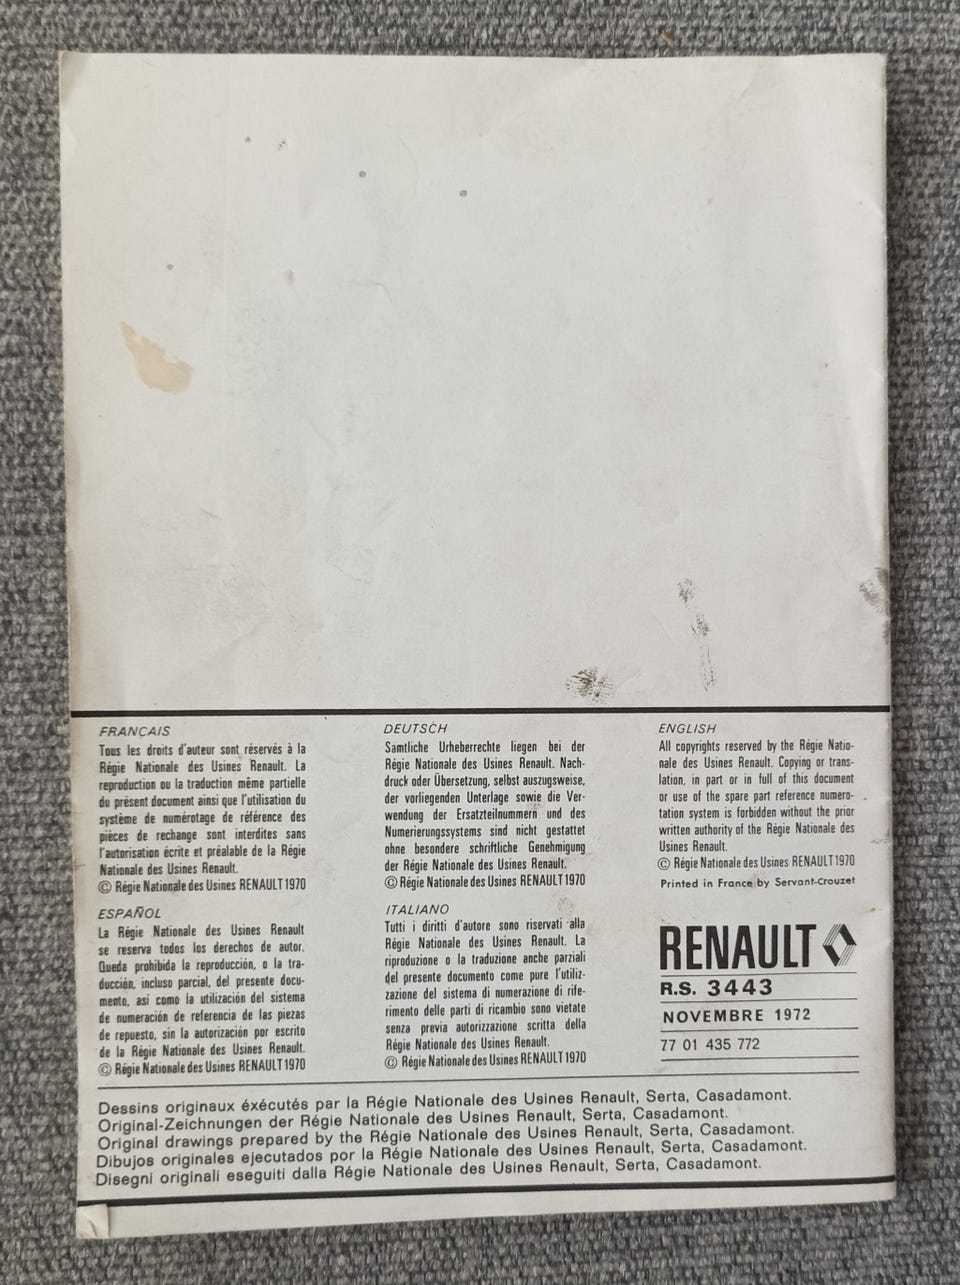 FRANÇAIS
Tous les droits d'auteur sont réservés à la
Régie Nationale des Usines Renault. La
reproduction ou la traduction même partielle
du présent document ainsi que l'utilisation du
système de numérotage de référence des
pièces de rechange sont interdites sans
l'autorisation écrite et préalable de la Régie
Nationale des Usines Renault.
© Régie Nationale des Usines RENAULT 1970
ESPAÑOL
La Régie Nationale des Usines Renault
se reserva todos los derechos de autor.
Queda prohibida la reproducción, o la tra-
ducción, incluso parcial, del presente docu-
mento, asi como la utilización del sistema
de numeración de referencia de las piezas
de repuesto, sin la autorización por escrito
de la Régie Nationale des Usines Renault.
© Régie Nationale des Usines RENAULT 1970
DEUTSCH
Samtliche Urheberrechte liegen bei der
Régie Nationale des Usines Renault. Nach-
druck oder Übersetzung, selbst auszugsweise,
der vorliegenden Unterlage sowie die Ver-
wendung der Ersatzteilnummern und des
Numerierungssystems sind nicht gestattet
ohne besondere schriftliche Genehmigung
der Régie Nationale des Usines Renault.
© Régie Nationale des Usines RENAULT 1970
ITALIANO
Tutti i diritti d'autore sono riservati alla
Régie Nationale des Usines Renault. La
riproduzione o la traduzione anche parziali
del presente documento come pure l'utiliz-
zazione del sistema di numerazione di rife-
rimento delle parti di ricambio sono vietate
senza previa autorizzazione scritta della
Régie Nationale des Usines Renault.
© Régie Nationale des Usines RENAULT 1970
ENGLISH
All copyrights reserved by the Régie Natio-
nale des Usines Renault. Copying or trans-
lation, in part or in full of this document
or use of the spare part reference numero-
tation system is forbidden without the prior
written authority of the Régie Nationale des
Usines Renault.
© Régie Nationale des Usines RENAULT 1970
Printed in France by Servant-Crouzet
RENAULT
R.S. 3443
NOVEMBRE 1972
77 01 435 772
Dessins originaux éxécutés par la Régie Nationale des Usines Renault, Serta, Casadamont.
Original-Zeichnungen der Régie Nationale des Usines Renault, Serta, Casadamont.
Original drawings prepared by the Régie Nationale des Usines Renault, Serta, Casadamont.
Dibujos originales ejecutados por la Régie Nationale des Usines Renault, Serta, Casadamont.
Disegni originali eseguiti dalla Régie Nationale des Usines Renault, Serta, Casadamont.